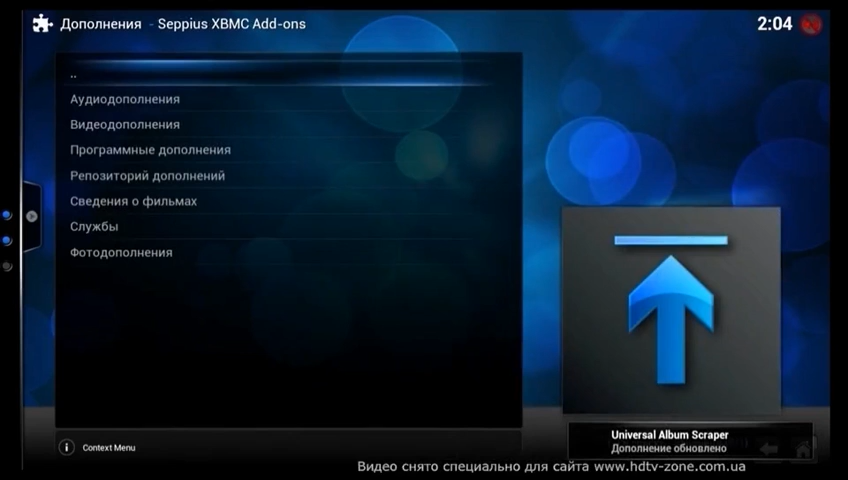 Дополнения - Seppius XBMC Add-ons
2:04
..
Аудиодополнения
Видеодополнения
Программные дополнения
Репозиторий дополнений
Сведения о фильмах
Службы
Фотодополнения
Context Menu
Universal Album Scraper
Дополнение обновлено
Видео снято специально для сайта www.hdtv-zone.com.ua